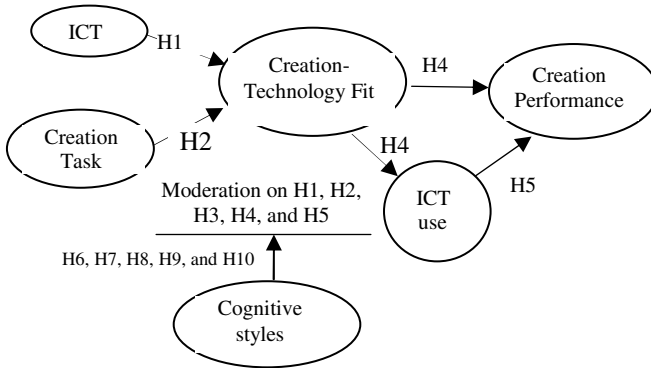 ICT
H1
Creation-
Technology Fit
H4
Creation
Performance
Creation
Task
H2
H4
ICT
use
H5
Moderation on H1, H2,
H3, H4, and H5
H6, H7, H8, H9, and H10
Cognitive
styles